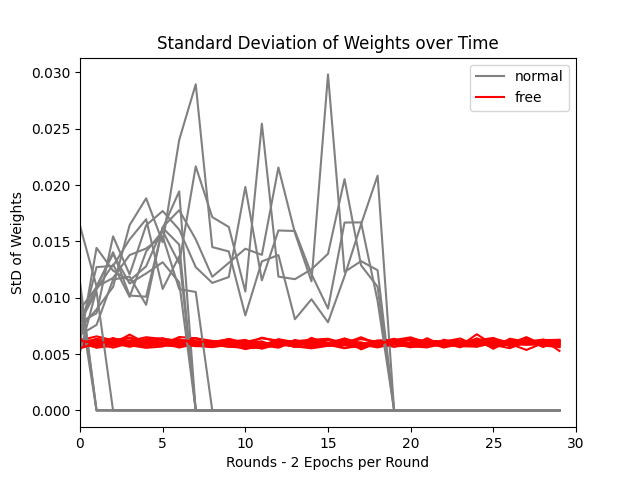 Standard Deviation of Weights over Time
StD of Weights
0.030
0.025
0.020
0.015
0.010
0.005
0.000
normal
free
0 5 10 15 20 25 30
Rounds - 2 Epochs per Round